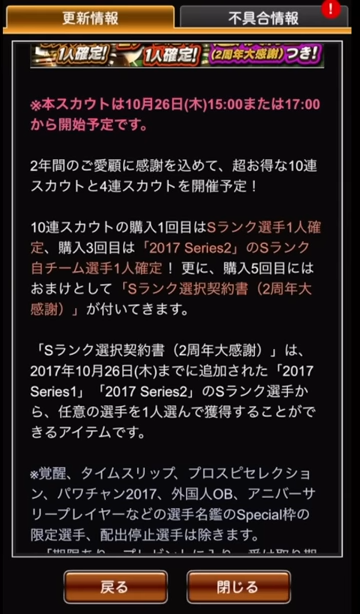 更新情報
不具合情報
!
1人確定! 1人確定! (2周年大感謝)つき!
※本スカウトは10月26日(木)15:00または17:00
から開始予定です。
2年間のご愛顧に感謝を込めて、超お得な10連
スカウトと4連スカウトを開催予定！
10連スカウトの購入1回目はSランク選手1人確
定、購入3回目は「2017 Series2」のSランク
自チーム選手1人確定！ 更に、購入5回目には
おまけとして「Sランク選択契約書（2周年大
感謝）」が付いてきます。
「Sランク選択契約書（2周年大感謝）」は、
2017年10月26日(木)までに追加された「2017
Series1」「2017 Series2」のSランク選手か
ら、任意の選手を1人選んで獲得することがで
きるアイテムです。
※覚醒、タイムスリップ、プロスピセレクショ
ン、パワチャン2017、外国人OB、アニバーサ
リープレイヤーなどの選手名鑑のSpecial枠の
限定選手、配出停止選手は除きます。
戻る
閉じる